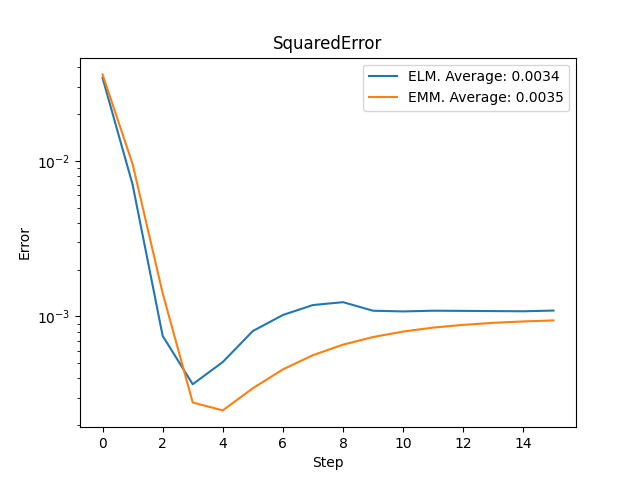 SquaredError
ELM. Average: 0.0034
EMM. Average: 0.0035
10⁻²
10⁻³
Error
0 2 4 6 8 10 12 14
Step